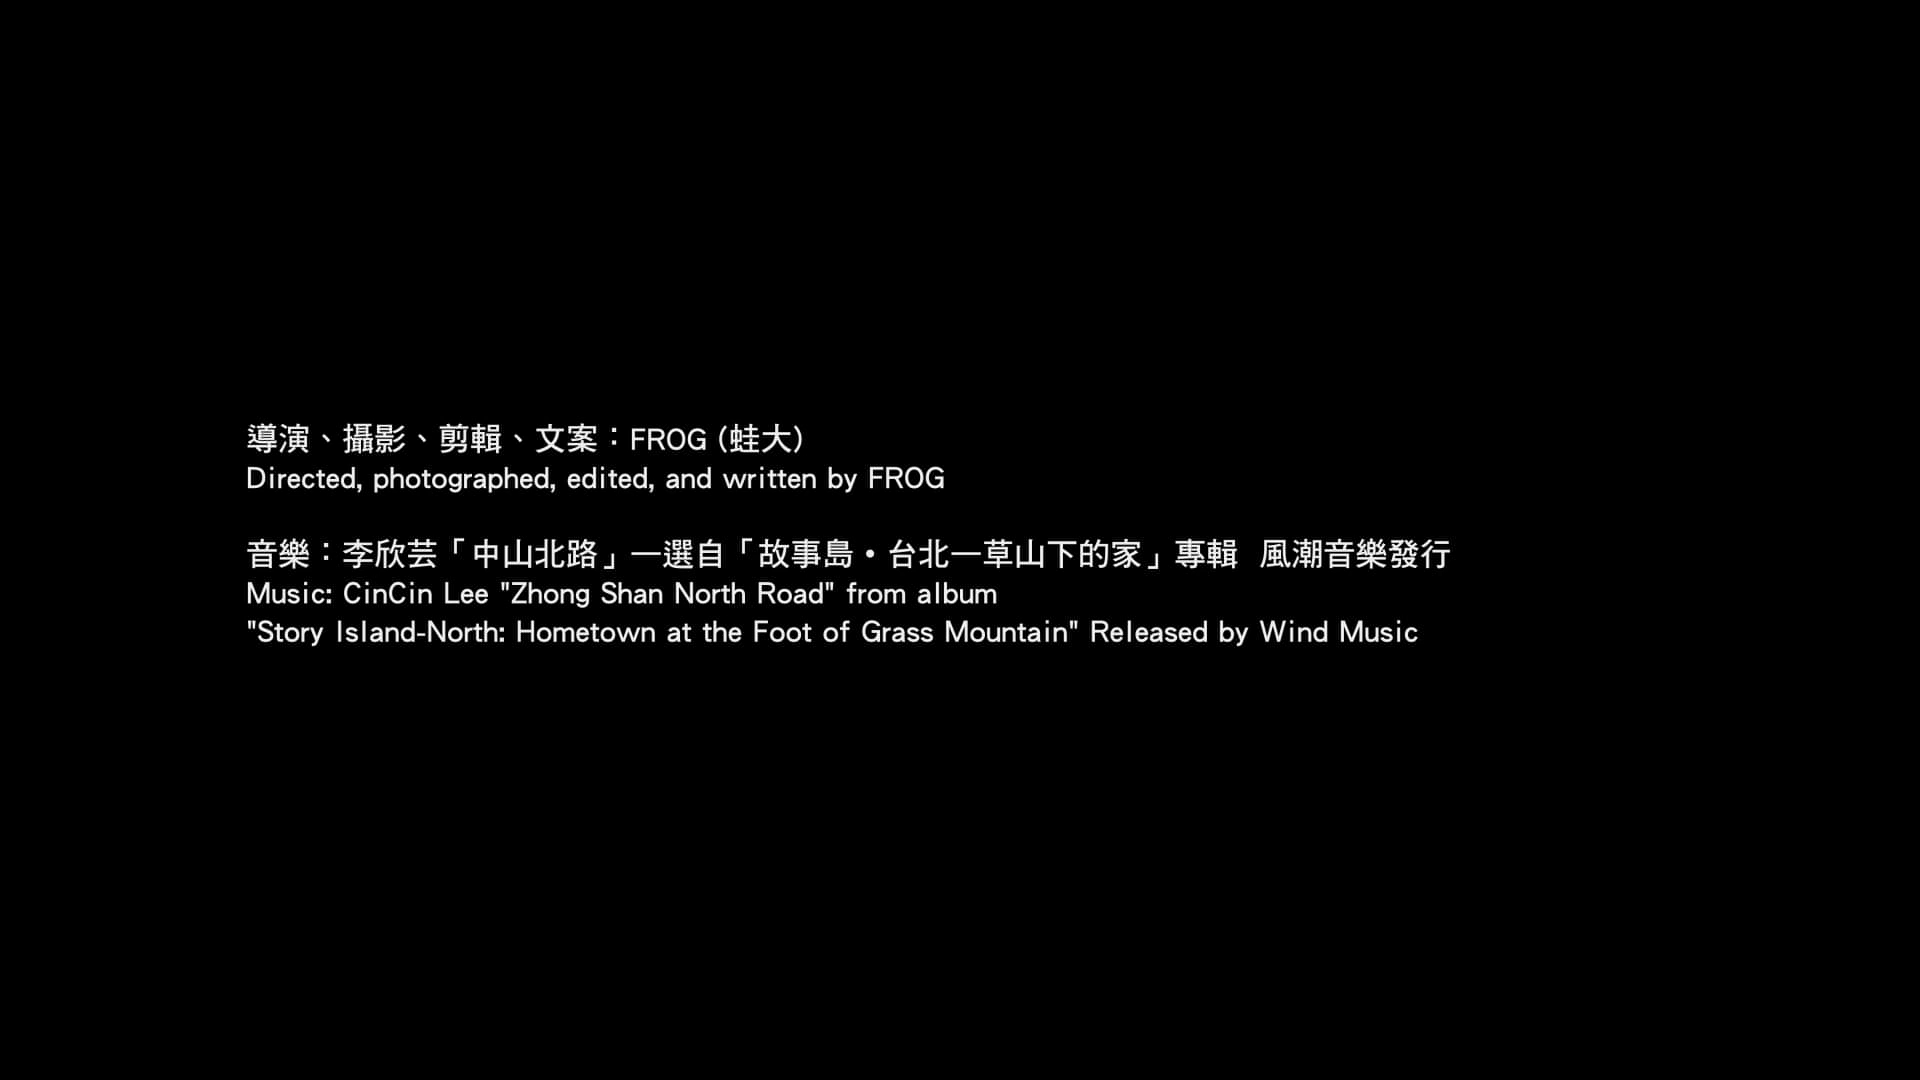 導演、攝影、剪輯、文案：FROG (蛙大)
Directed, photographed, edited, and written by FROG
音樂：李欣芸「中山北路」—選自「故事島•台北—草山下的家」專輯  風潮音樂發行
Music: CinCin Lee "Zhong Shan North Road" from album
"Story Island-North: Hometown at the Foot of Grass Mountain" Released by Wind Music